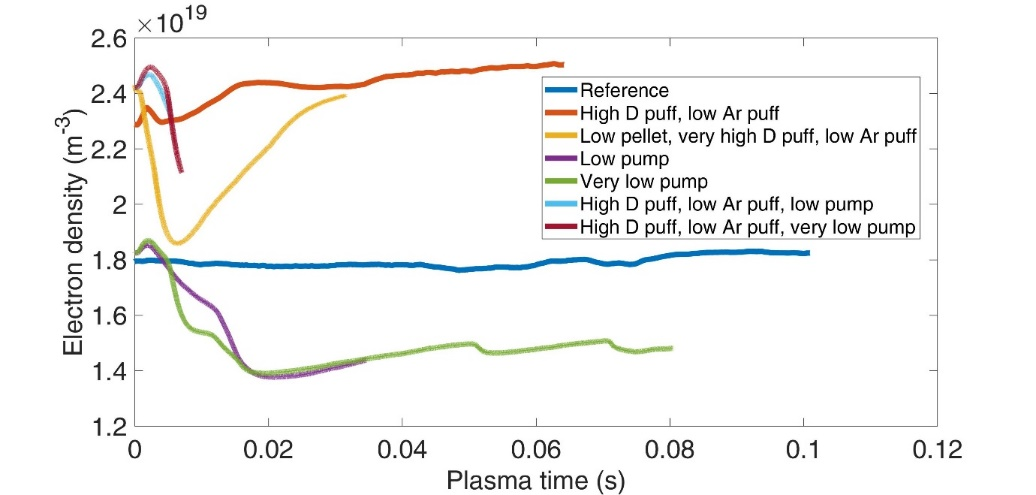 ×10¹⁹
2.6
2.4
2.2
2
1.8
1.6
1.4
1.2
Electron density (m⁻³)
Reference
High D puff, low Ar puff
Low pellet, very high D puff, low Ar puff
Low pump
Very low pump
High D puff, low Ar puff, low pump
High D puff, low Ar puff, very low pump
0 0.02 0.04 0.06 0.08 0.1 0.12
Plasma time (s)